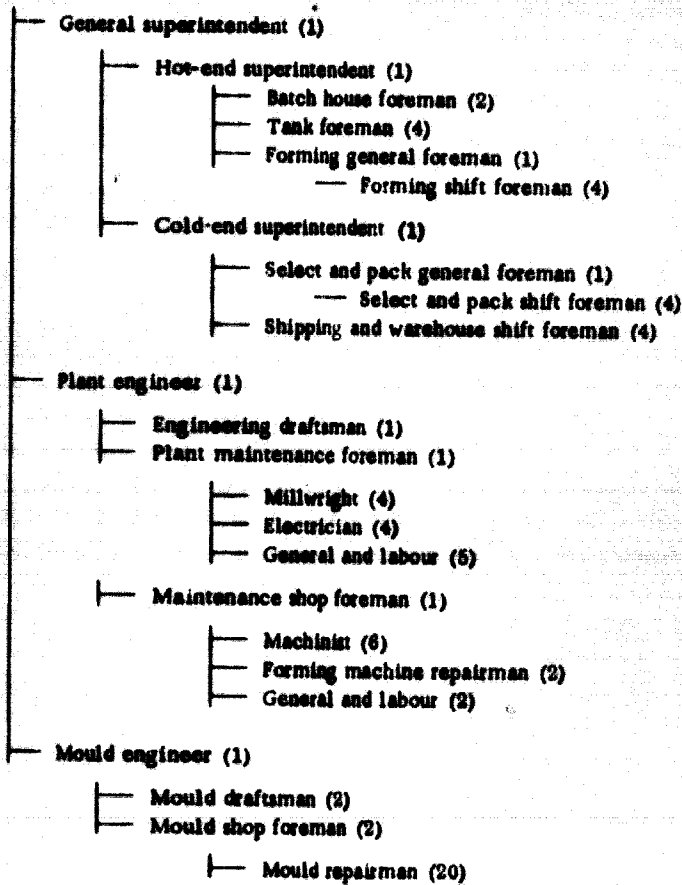 General superintendent (1)
Hot-end superintendent (1)
Batch house foreman (2)
Tank foreman (4)
Forming general foreman (1)
Forming shift foreman (4)
Cold-end superintendent (1)
Select and pack general foreman (1)
Select and pack shift foreman (4)
Shipping and warehouse shift foreman (4)
Plant engineer (1)
Engineering draftsman (1)
Plant maintenance foreman (1)
Millwright (4)
Electrician (4)
General and labour (5)
Maintenance shop foreman (1)
Machinist (6)
Forming machine repairman (2)
General and labour (2)
Mould engineer (1)
Mould draftsman (2)
Mould shop foreman (2)
Mould repairman (20)